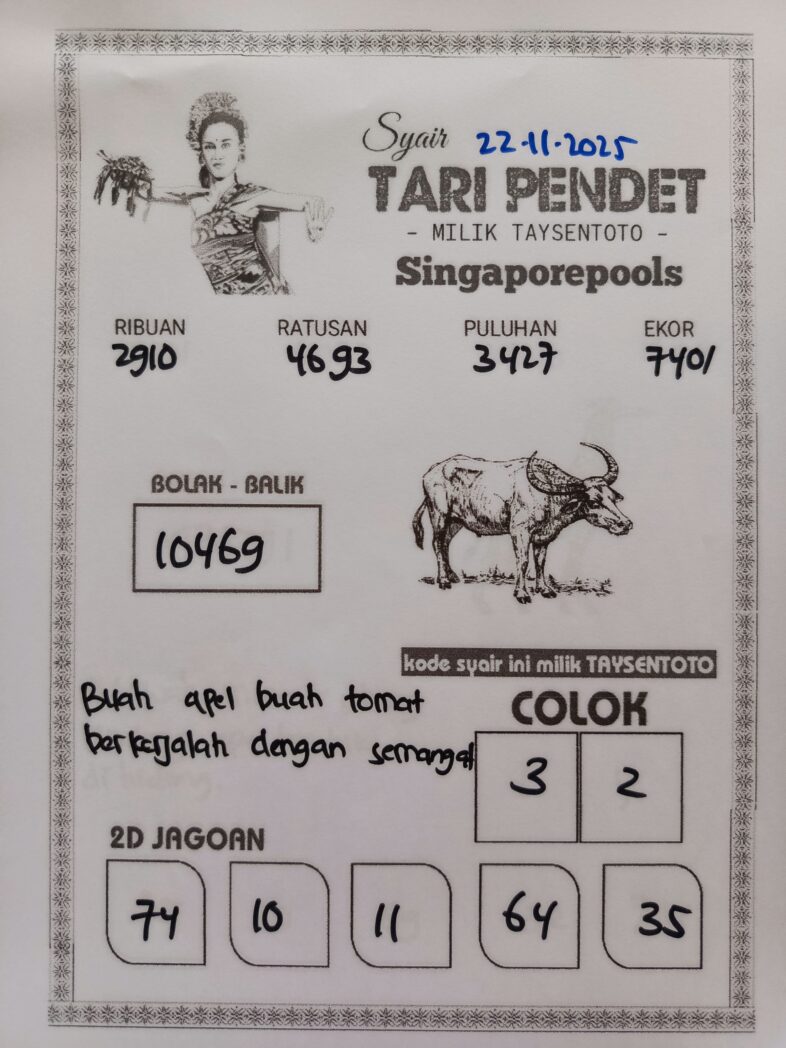 Syair 22-11-2025
TARI PENDET
- MILIK TAYSENTOTO -
Singaporepools
RIBUAN RATUSAN PULUHAN EKOR
2910 4693 3427 7401
BOLAK - BALIK
10469
kode syair ini milik TAYSENTOTO
Buah apel buah tomat
berkerjalah dengan semangat
COLOK
3 2
2D JAGOAN
74 10 11 64 35